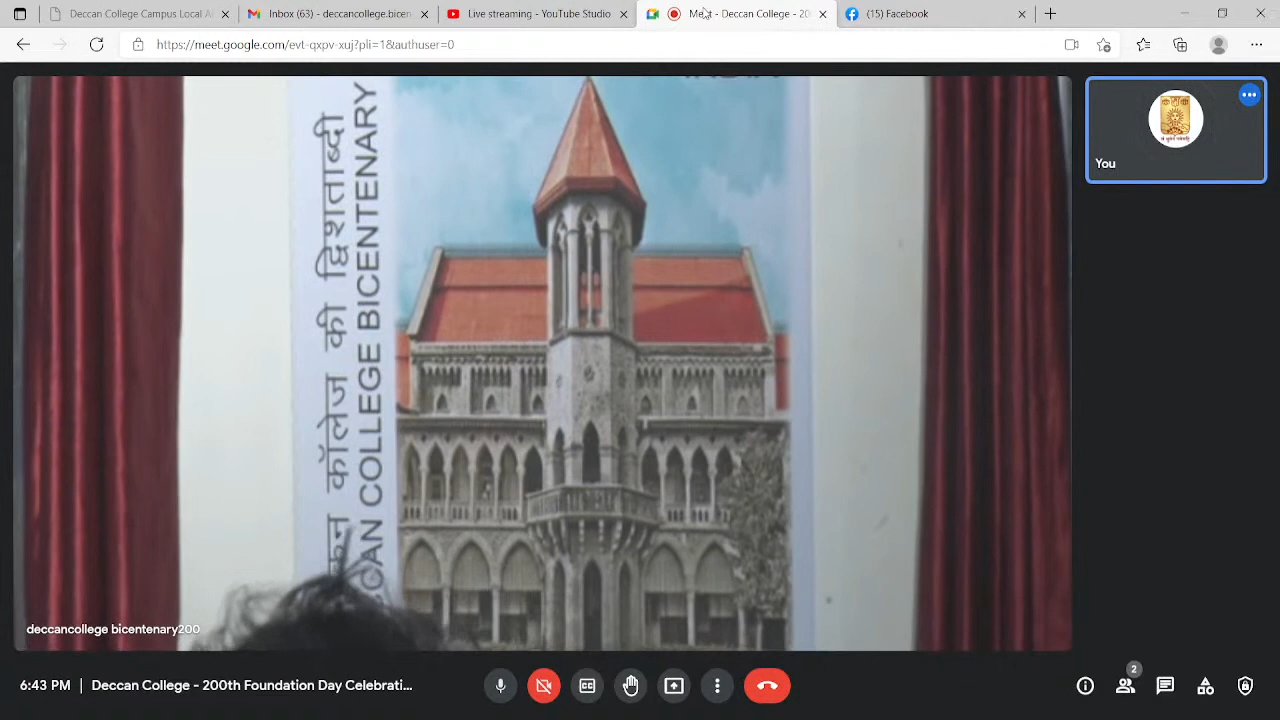 Deccan College Campus Local A
Inbox (63) - deccancollege.bicen
Live streaming - YouTube Studio
Meet - Deccan College - 20
(15) Facebook
https://meet.google.com/evt-qxpv-xuj?pli=1&authuser=0
INDIA
कॉलेज की द्विशताब्दी
CAN COLLEGE BICENTENARY
You
deccancollege bicentenary200
2
6:43 PM | Deccan College - 200th Foundation Day Celebrati...
CC